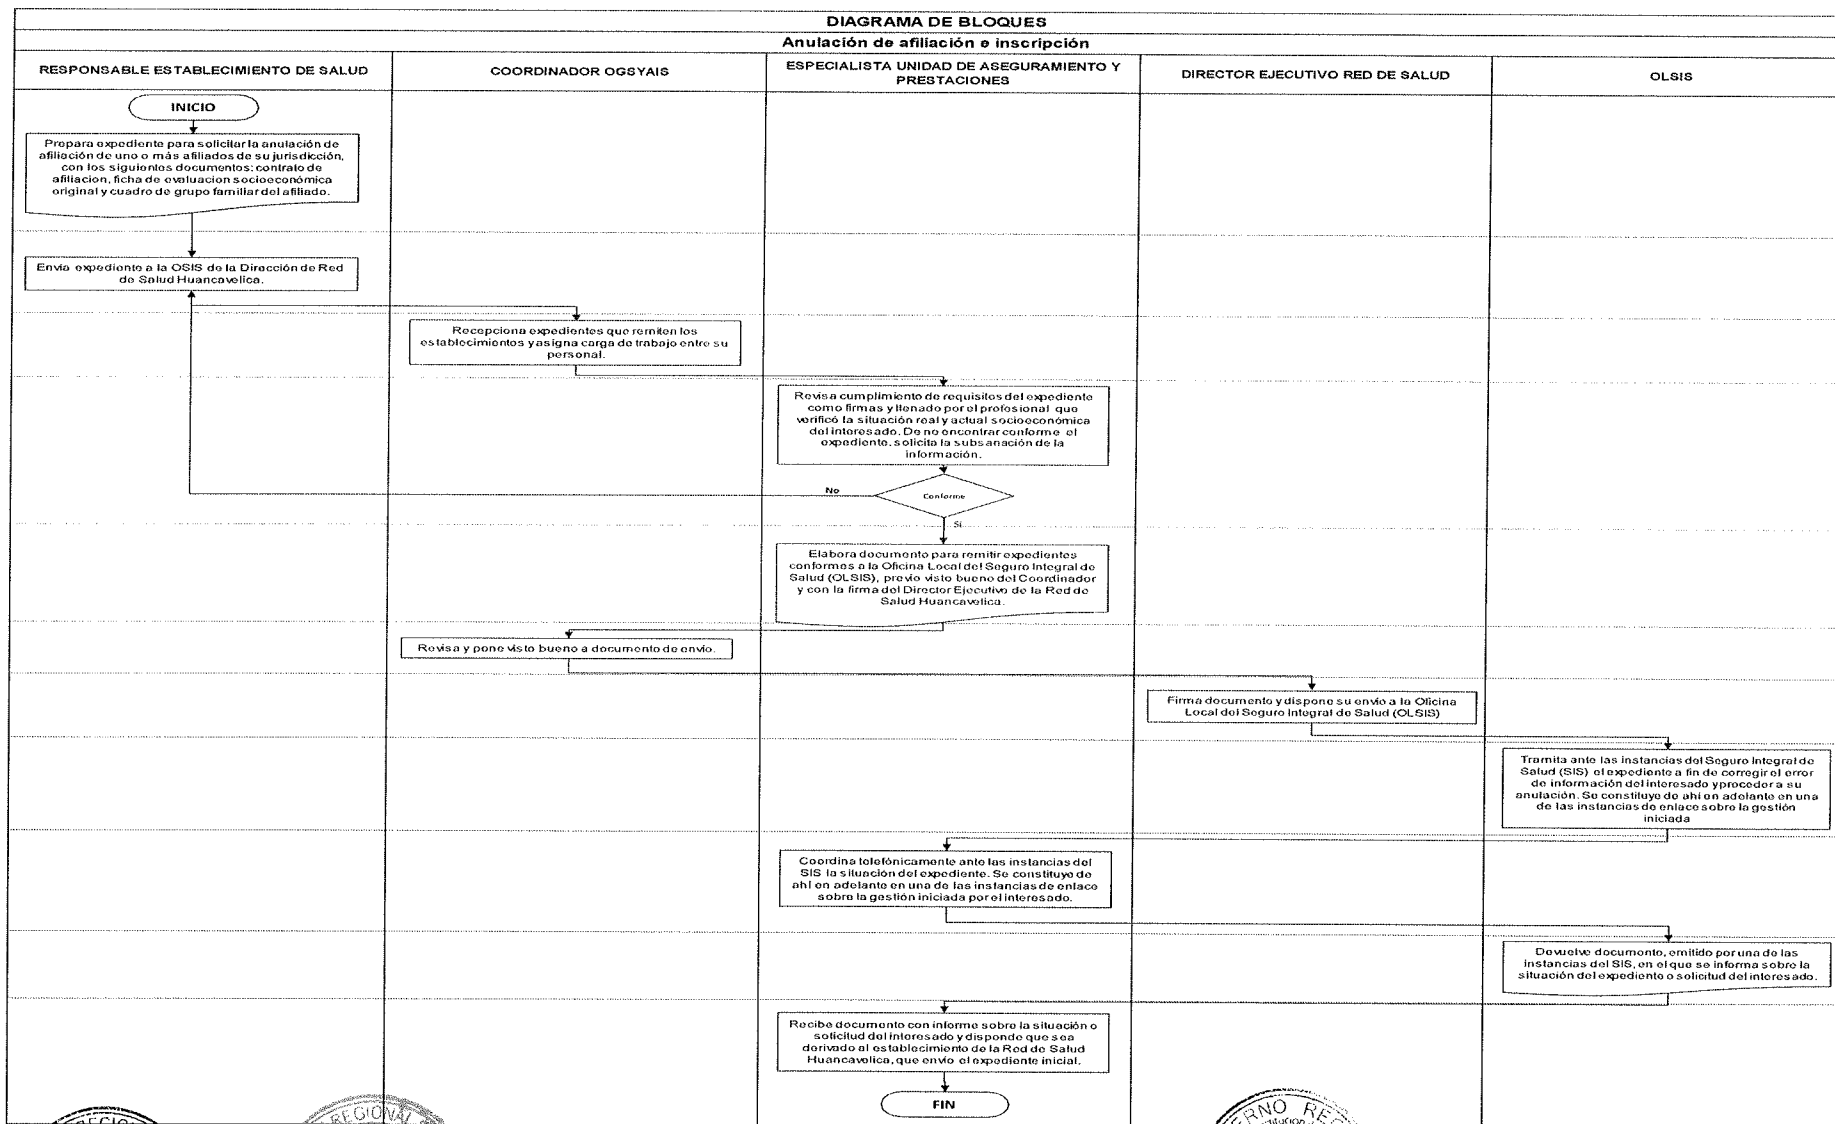 DIAGRAMA DE BLOQUES
Anulación de afiliación e inscripción
RESPONSABLE ESTABLECIMIENTO DE SALUD
COORDINADOR OGSYAIS
ESPECIALISTA UNIDAD DE ASEGURAMIENTO Y
PRESTACIONES
DIRECTOR EJECUTIVO RED DE SALUD
OLSIS
INICIO
Prepara expediente para solicitar la anulación de
afiliación de uno o más afiliados de su jurisdicción,
con los siguientes documentos: contrato de
afiliacion, ficha de evaluacion socioeconómica
original y cuadro de grupo familiar del afiliado.
Envía expediente a la OSIS de la Dirección de Red
de Salud Huancavelica.
Recepciona expedientes que remiten los
establecimientos y asigna carga de trabajo entre su
personal.
Revisa cumplimiento de requisitos del expediente
como firmas y llenado por el profesional que
verificó la situación real y actual socioeconómica
del interesado. De no encontrar conforme el
expediente, solicita la subsanación de la
información.
No
Conforme
Si
Elabora documento para remitir expedientes
conformes a la Oficina Local del Seguro Integral de
Salud (OLSIS), previo visto bueno del Coordinador
y con la firma del Director Ejecutivo de la Red de
Salud Huancavelica.
Revisa y pone visto bueno a documento de envío.
Firma documento y dispone su envío a la Oficina
Local del Seguro Integral de Salud (OLSIS)
Tramita ante las instancias del Seguro Integral de
Salud (SIS) el expediente a fin de corregir el error
de información del interesado y proceder a su
anulación. Se constituye de ahí en adelante en una
de las instancias de enlace sobre la gestión
iniciada
Coordina telefónicamente ante las instancias del
SIS la situación del expediente. Se constituye de
ahí en adelante en una de las instancias de enlace
sobre la gestión iniciada por el interesado.
Devuelve documento, emitido por una de las
instancias del SIS, en el que se informa sobre la
situación del expediente o solicitud del interesado.
Recibe documento con informe sobre la situación o
solicitud del interesado y disponde que sea
derivado al establecimiento de la Red de Salud
Huancavelica, que envío el expediente inicial.
FIN
REGIONAL